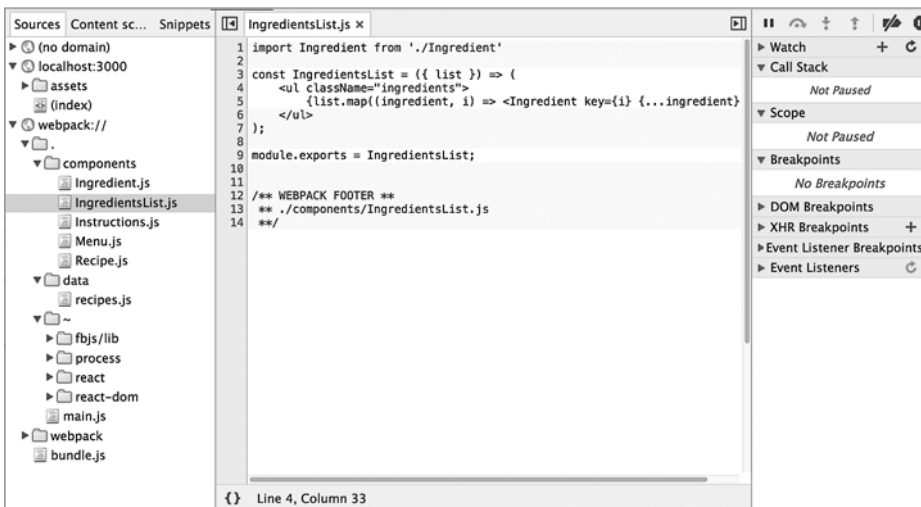 Sources Content sc... Snippets
(no domain)
localhost:3000
assets
(index)
webpack://
.
components
Ingredient.js
IngredientsList.js
Instructions.js
Menu.js
Recipe.js
data
recipes.js
~
fbjs/lib
process
react
react-dom
main.js
webpack
bundle.js
IngredientsList.js ×
1 import Ingredient from './Ingredient'
2
3 const IngredientsList = ({ list }) => (
4     <ul className="ingredients">
5         {list.map((ingredient, i) => <Ingredient key={i} {...ingredient}
6     </ul>
7 );
8
9 module.exports = IngredientsList;
10
11
12 /** WEBPACK FOOTER **
13  ** ./components/IngredientsList.js
14  **/
{} Line 4, Column 33
Watch
Call Stack
Not Paused
Scope
Not Paused
Breakpoints
No Breakpoints
DOM Breakpoints
XHR Breakpoints
Event Listener Breakpoints
Event Listeners